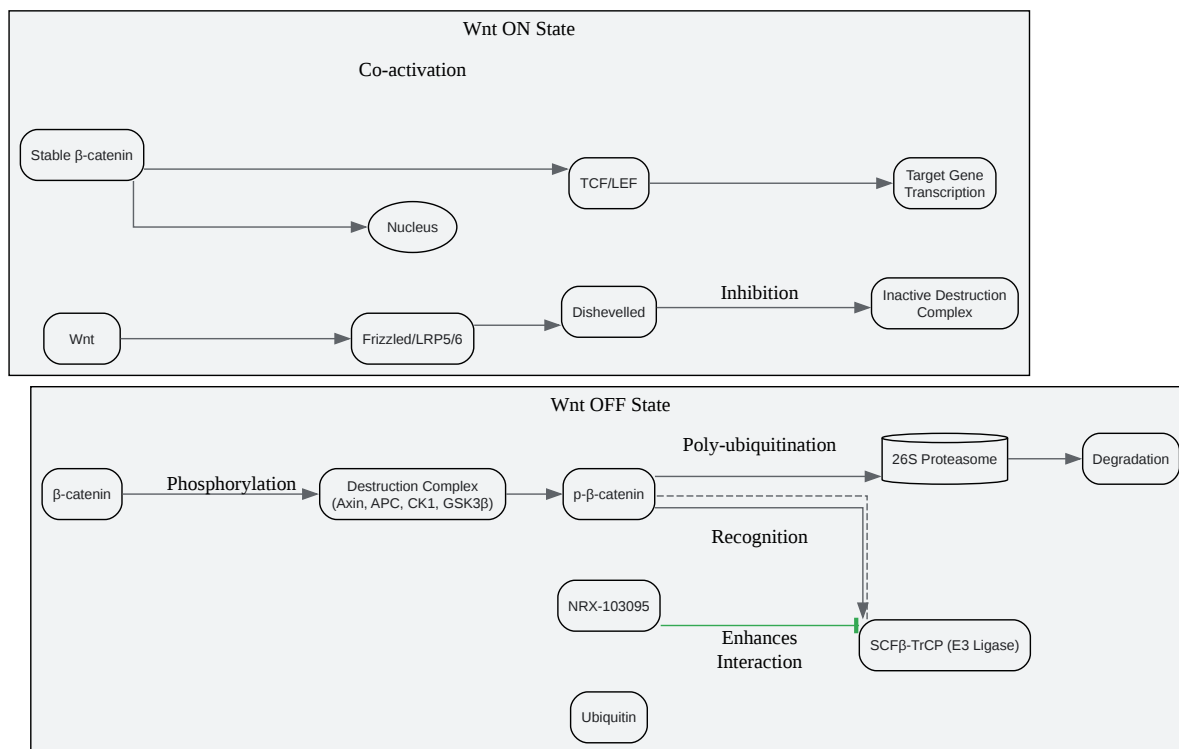 Wnt ON State
Co-activation
Stable β-catenin
TCF/LEF
Target Gene
Transcription
Nucleus
Wnt
Frizzled/LRP5/6
Dishevelled
Inhibition
Inactive Destruction
Complex
Wnt OFF State
β-catenin
Phosphorylation
Destruction Complex
(Axin, APC, CK1, GSK3β)
p-β-catenin
Poly-ubiquitination
26S Proteasome
Degradation
Recognition
NRX-103095
Enhances
Interaction
SCFβ-TrCP (E3 Ligase)
Ubiquitin